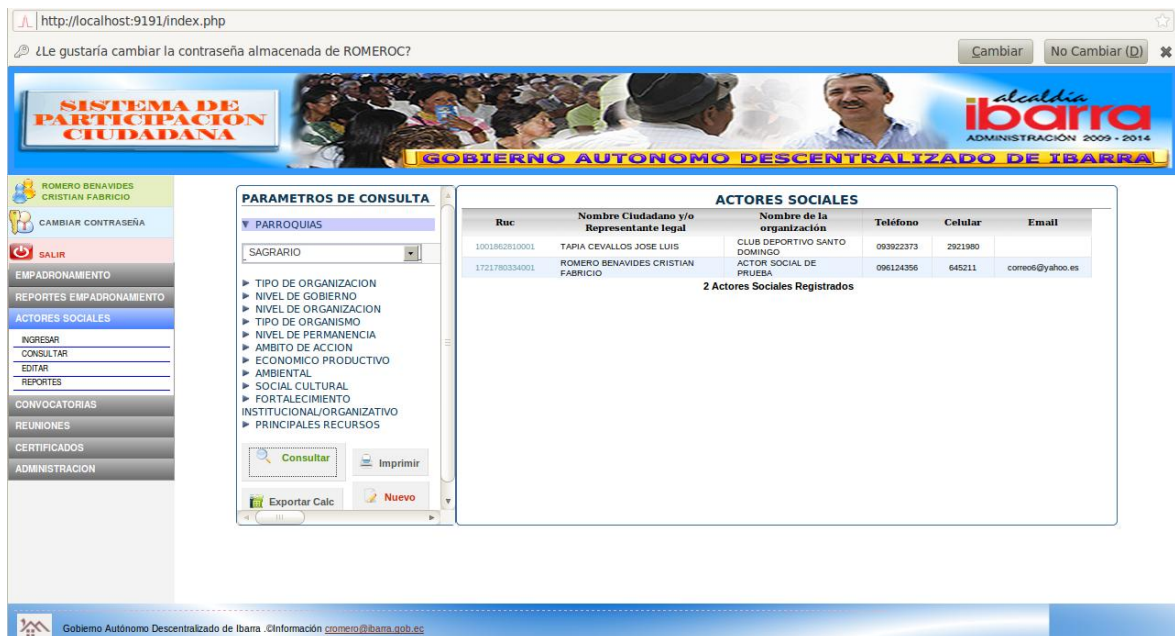 http://localhost:9191/index.php
¿Le gustaría cambiar la contraseña almacenada de ROMEROC?
Cambiar
No Cambiar (D)
SISTEMA DE
PARTICIPACIÓN
CIUDADANA
alcaldía
ibarra
ADMINISTRACIÓN 2009 - 2014
GOBIERNO AUTONOMO DESCENTRALIZADO DE IBARRA
ROMERO BENAVIDES
CRISTIAN FABRICIO
CAMBIAR CONTRASEÑA
SALIR
EMPADRONAMIENTO
REPORTES EMPADRONAMIENTO
ACTORES SOCIALES
INGRESAR
CONSULTAR
EDITAR
REPORTES
CONVOCATORIAS
REUNIONES
CERTIFICADOS
ADMINISTRACION
PARAMETROS DE CONSULTA
PARROQUIAS
SAGRARIO
TIPO DE ORGANIZACION
NIVEL DE GOBIERNO
NIVEL DE ORGANIZACION
TIPO DE ORGANISMO
NIVEL DE PERMANENCIA
AMBITO DE ACCION
ECONOMICO PRODUCTIVO
AMBIENTAL
SOCIAL CULTURAL
FORTALECIMIENTO
INSTITUCIONAL/ORGANIZATIVO
PRINCIPALES RECURSOS
Consultar
Imprimir
Exportar Calc
Nuevo
ACTORES SOCIALES
Ruc
Nombre Ciudadano y/o
Representante legal
Nombre de la
organización
Teléfono
Celular
Email
1001862810001
TAPIA CEVALLOS JOSE LUIS
CLUB DEPORTIVO SANTO
DOMINGO
093922373
2921980
1721780334001
ROMERO BENAVIDES CRISTIAN
FABRICIO
ACTOR SOCIAL DE
PRUEBA
096124356
645211
correo6@yahoo.es
2 Actores Sociales Registrados
Gobierno Autónomo Descentralizado de Ibarra .©Información cromero@ibarra.gob.ec